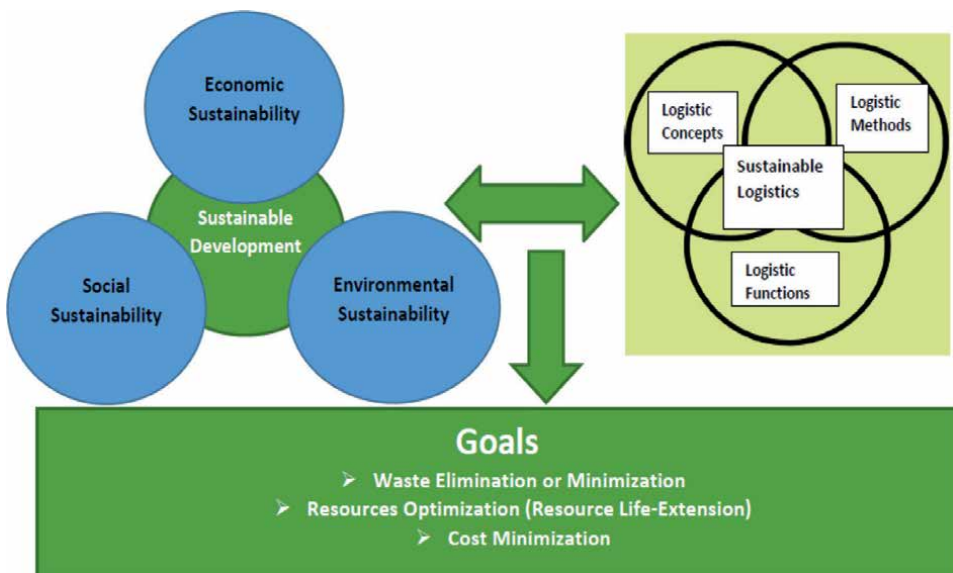 Economic
Sustainability
Sustainable
Development
Social
Sustainability
Environmental
Sustainability
Logistic
Concepts
Logistic
Methods
Sustainable
Logistics
Logistic
Functions
Goals
➢ Waste Elimination or Minimization
➢ Resources Optimization (Resource Life-Extension)
➢ Cost Minimization